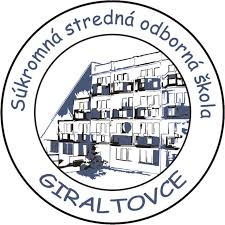 Súkromná stredná odborná škola
GIRALTOVCE